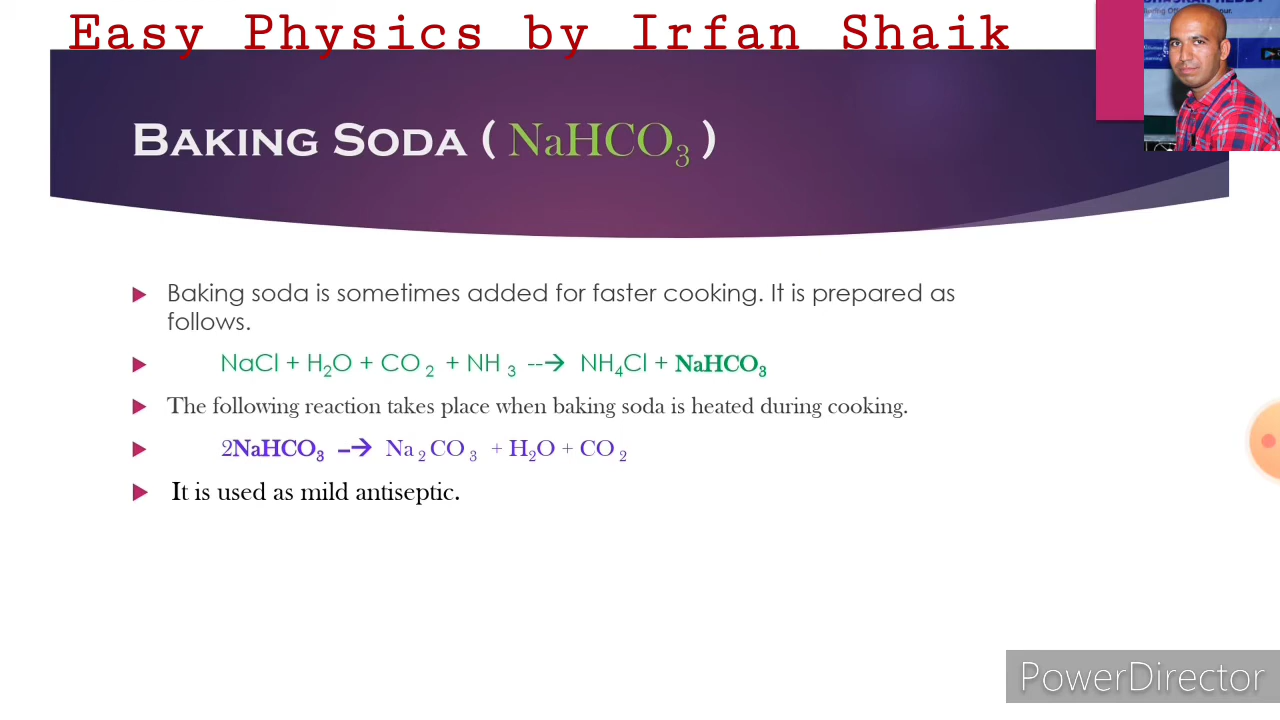 Easy Physics by Irfan Shaik
BAKING SODA ( NaHCO₃ )
Baking soda is sometimes added for faster cooking. It is prepared as
follows.
NaCl + H₂O + CO ₂ + NH ₃ --→ NH₄Cl + NaHCO₃
The following reaction takes place when baking soda is heated during cooking.
2NaHCO₃ –→ Na ₂ CO ₃ + H₂O + CO ₂
It is used as mild antiseptic.
PowerDirector